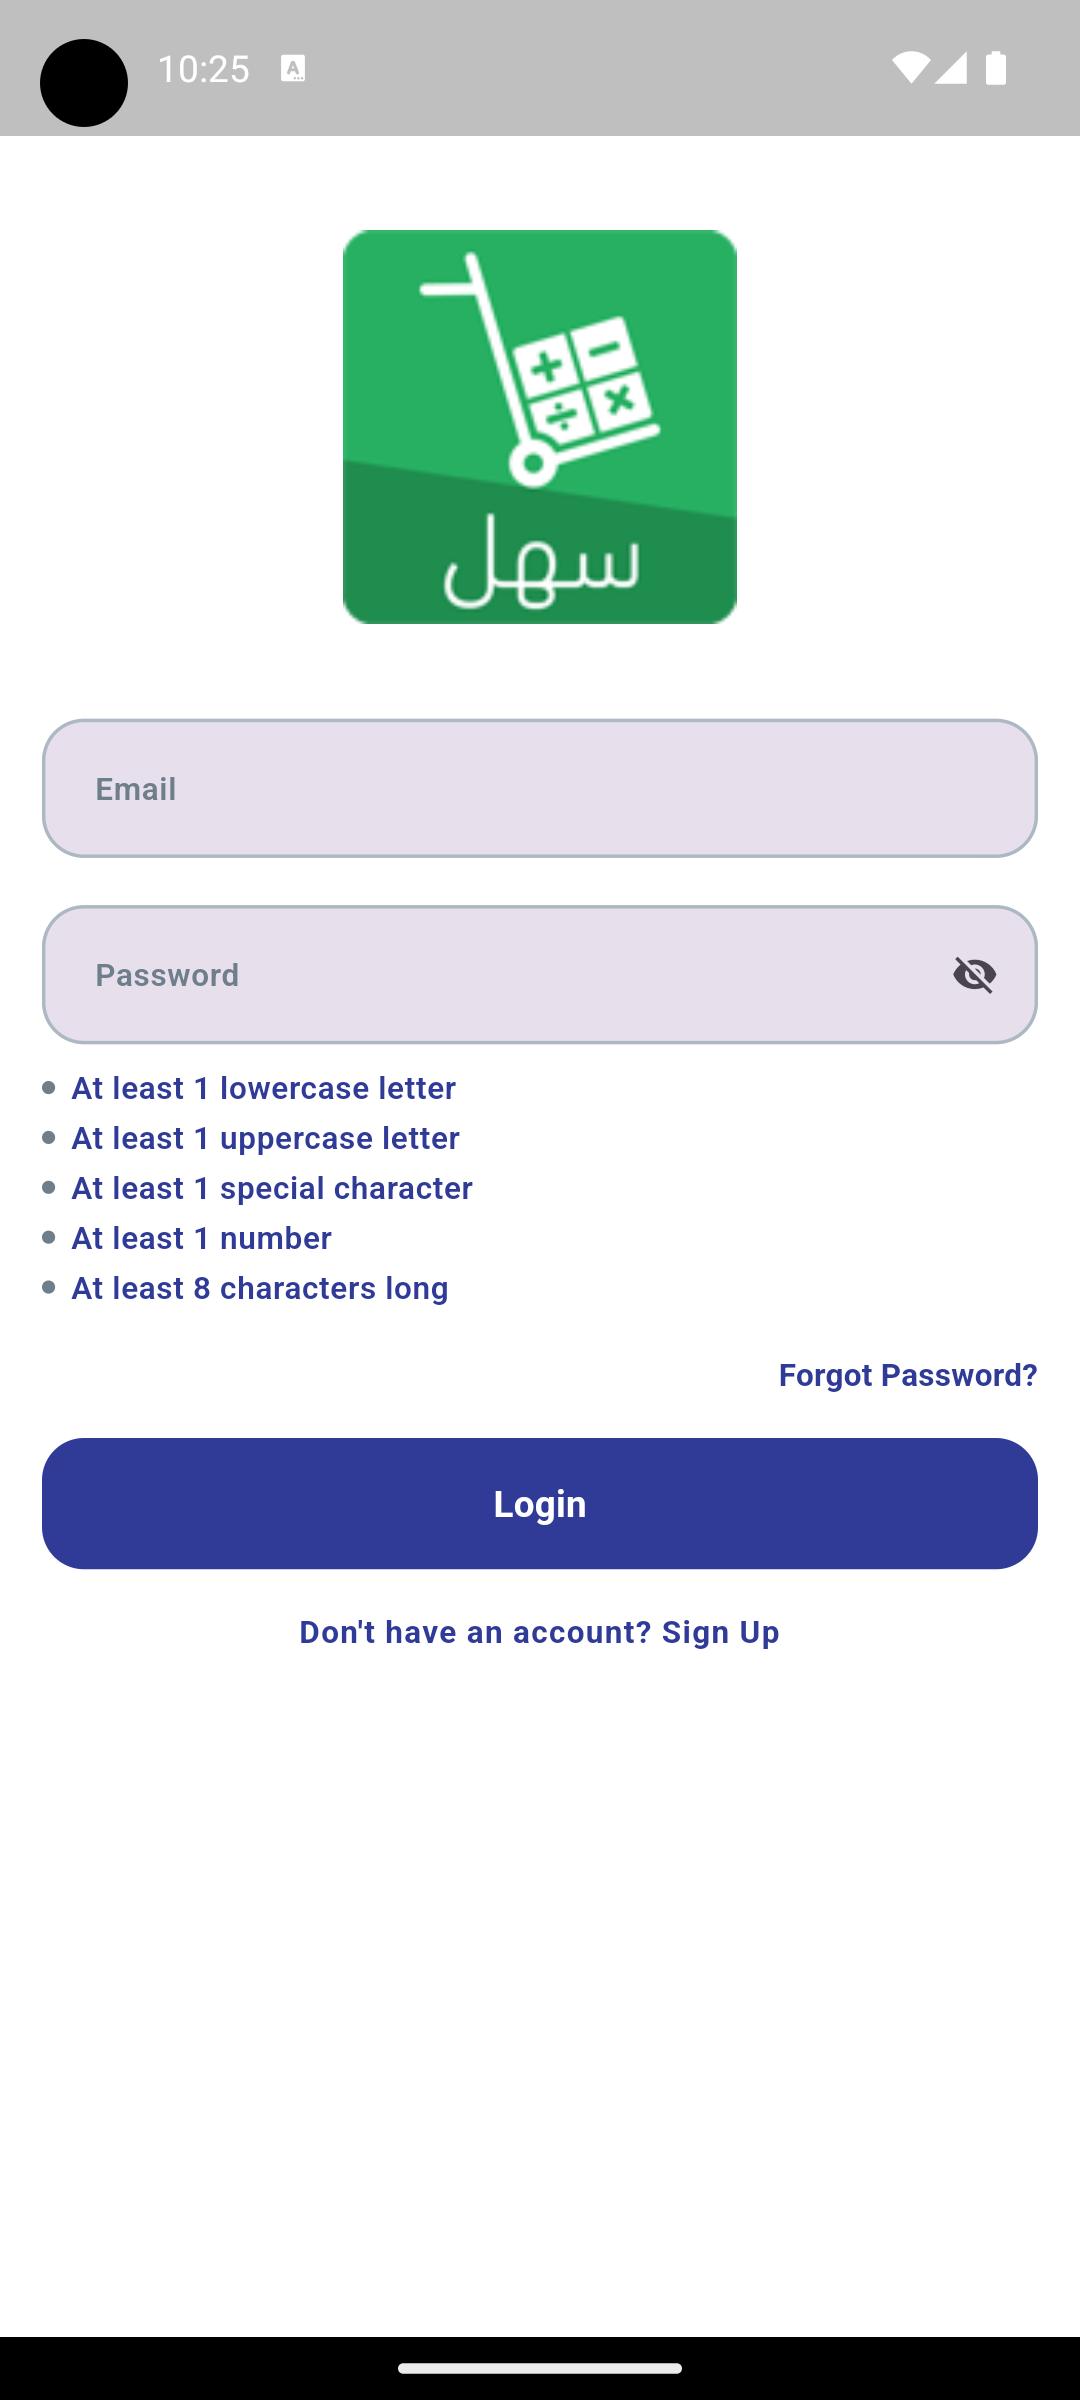 10:25
سهل
Email
Password
At least 1 lowercase letter
At least 1 uppercase letter
At least 1 special character
At least 1 number
At least 8 characters long
Forgot Password?
Login
Don't have an account? Sign Up